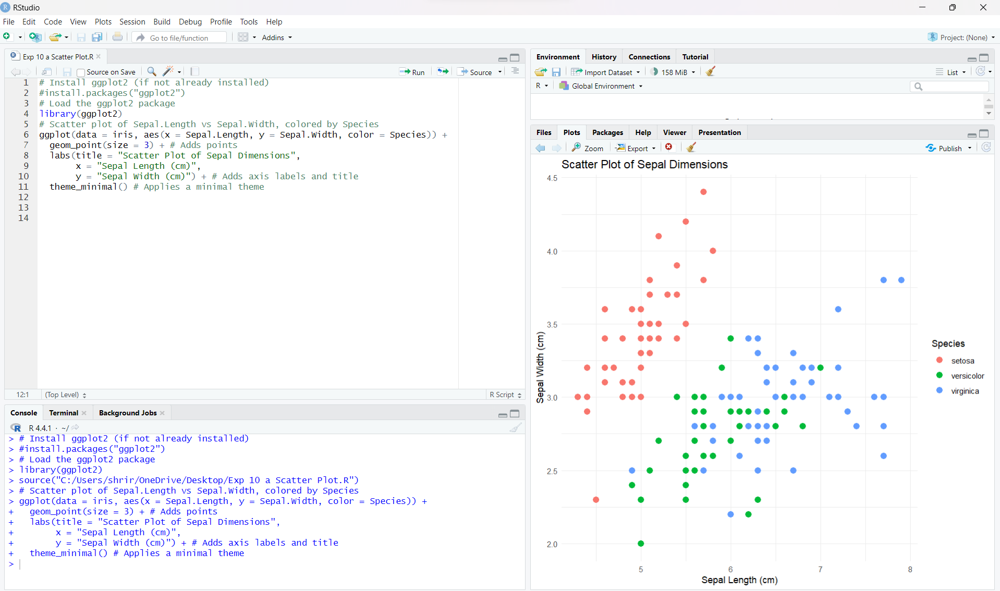 RStudio
File Edit Code View Plots Session Build Debug Profile Tools Help
Go to file/function Addins Project: (None)
Exp 10 a Scatter Plot.R
Source on Save Run Source
1 # Install ggplot2 (if not already installed)
2 #install.packages("ggplot2")
3 # Load the ggplot2 package
4 library(ggplot2)
5 # Scatter plot of Sepal.Length vs Sepal.Width, colored by Species
6 ggplot(data = iris, aes(x = Sepal.Length, y = Sepal.Width, color = Species)) +
7 geom_point(size = 3) + # Adds points
8 labs(title = "Scatter Plot of Sepal Dimensions",
9 x = "Sepal Length (cm)",
10 y = "Sepal Width (cm)") + # Adds axis labels and title
11 theme_minimal() # Applies a minimal theme
12
13
14
12:1 (Top Level) R Script
Console Terminal Background Jobs
R R 4.4.1 · ~/
> # Install ggplot2 (if not already installed)
> #install.packages("ggplot2")
> # Load the ggplot2 package
> library(ggplot2)
> source("C:/Users/shrir/OneDrive/Desktop/Exp 10 a Scatter Plot.R")
> # Scatter plot of Sepal.Length vs Sepal.Width, colored by Species
> ggplot(data = iris, aes(x = Sepal.Length, y = Sepal.Width, color = Species)) +
+ geom_point(size = 3) + # Adds points
+ labs(title = "Scatter Plot of Sepal Dimensions",
+ x = "Sepal Length (cm)",
+ y = "Sepal Width (cm)") + # Adds axis labels and title
+ theme_minimal() # Applies a minimal theme
>
Environment History Connections Tutorial
Import Dataset 158 MiB List
R Global Environment
Files Plots Packages Help Viewer Presentation
Zoom Export Publish
Scatter Plot of Sepal Dimensions
4.5
4.0
3.5
3.0
2.5
2.0
Sepal Width (cm)
5 6 7 8
Sepal Length (cm)
Species
setosa
versicolor
virginica